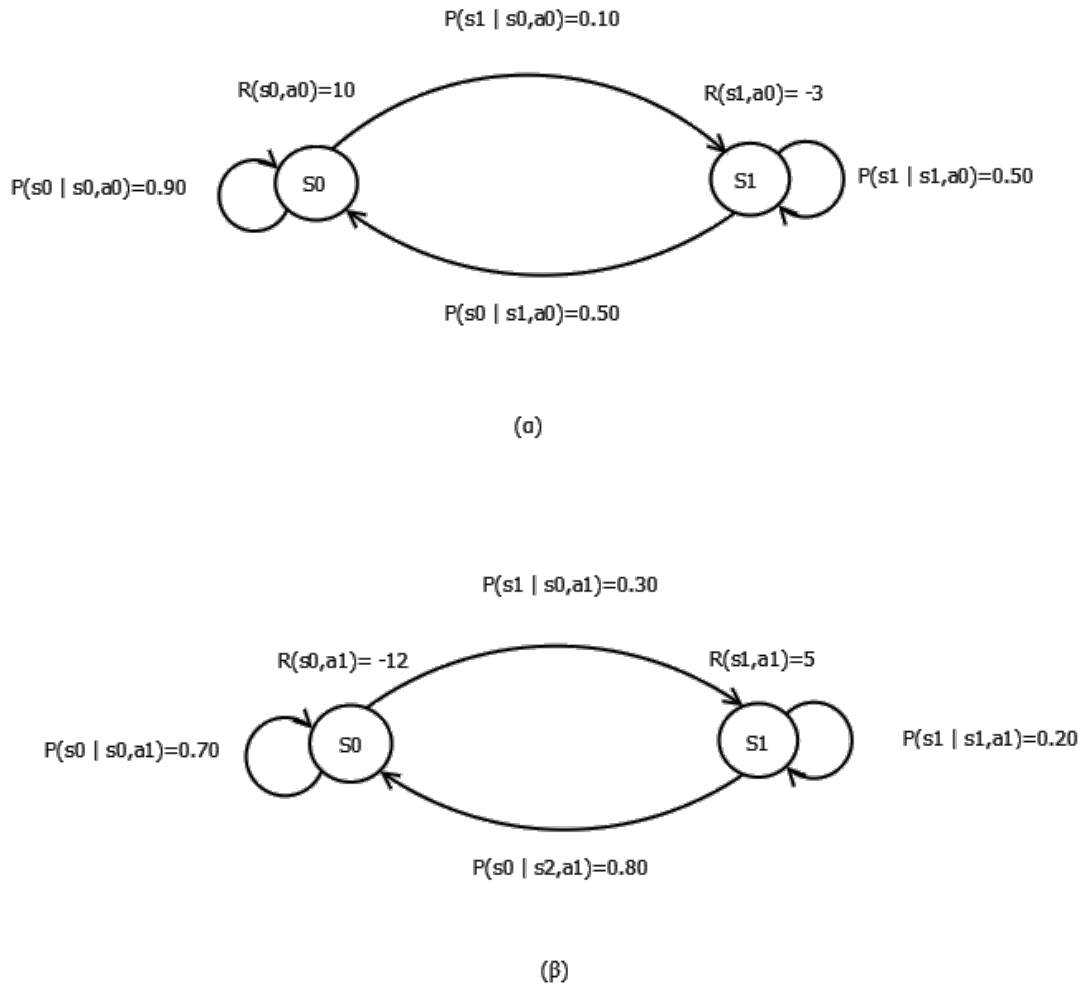 P(s1 | s0,a0)=0.10
R(s0,a0)=10
R(s1,a0)= -3
P(s0 | s0,a0)=0.90
S0
S1
P(s1 | s1,a0)=0.50
P(s0 | s1,a0)=0.50
(α)
P(s1 | s0,a1)=0.30
R(s0,a1)= -12
R(s1,a1)=5
P(s0 | s0,a1)=0.70
S0
S1
P(s1 | s1,a1)=0.20
P(s0 | s2,a1)=0.80
(β)